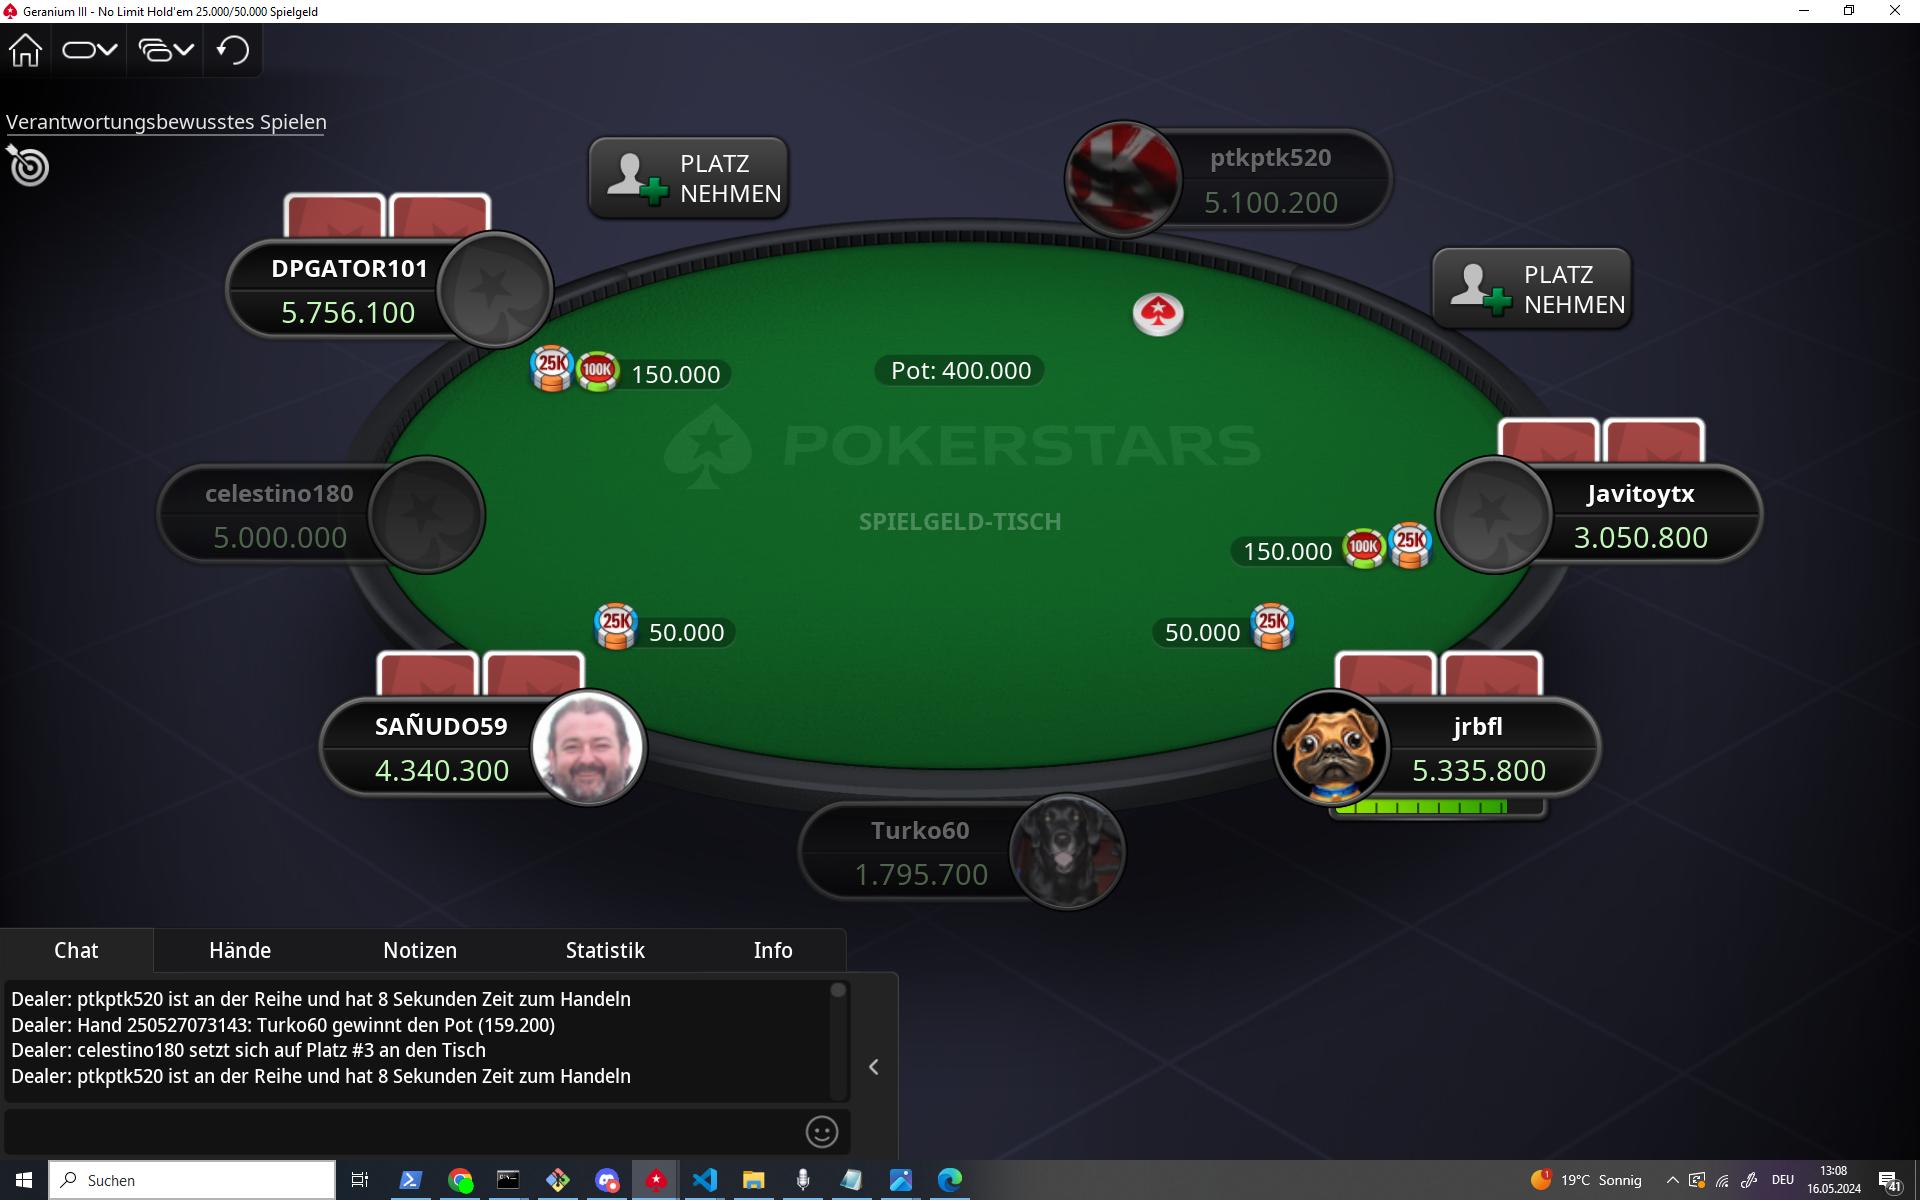 Geranium III - No Limit Hold'em 25.000/50.000 Spielgeld
Verantwortungsbewusstes Spielen
PLATZ
NEHMEN
ptkptk520
5.100.200
DPGATOR101
5.756.100
PLATZ
NEHMEN
25K
100K
150.000
Pot: 400.000
POKERSTARS
SPIELGELD-TISCH
celestino180
5.000.000
Javitoytx
3.050.800
150.000
100K
25K
25K
50.000
50.000
25K
SAÑUDO59
4.340.300
jrbfl
5.335.800
Turko60
1.795.700
Chat
Hände
Notizen
Statistik
Info
Dealer: ptkptk520 ist an der Reihe und hat 8 Sekunden Zeit zum Handeln
Dealer: Hand 250527073143: Turko60 gewinnt den Pot (159.200)
Dealer: celestino180 setzt sich auf Platz #3 an den Tisch
Dealer: ptkptk520 ist an der Reihe und hat 8 Sekunden Zeit zum Handeln
Suchen
1
19°C Sonnig
DEU
13:08
16.05.2024
41